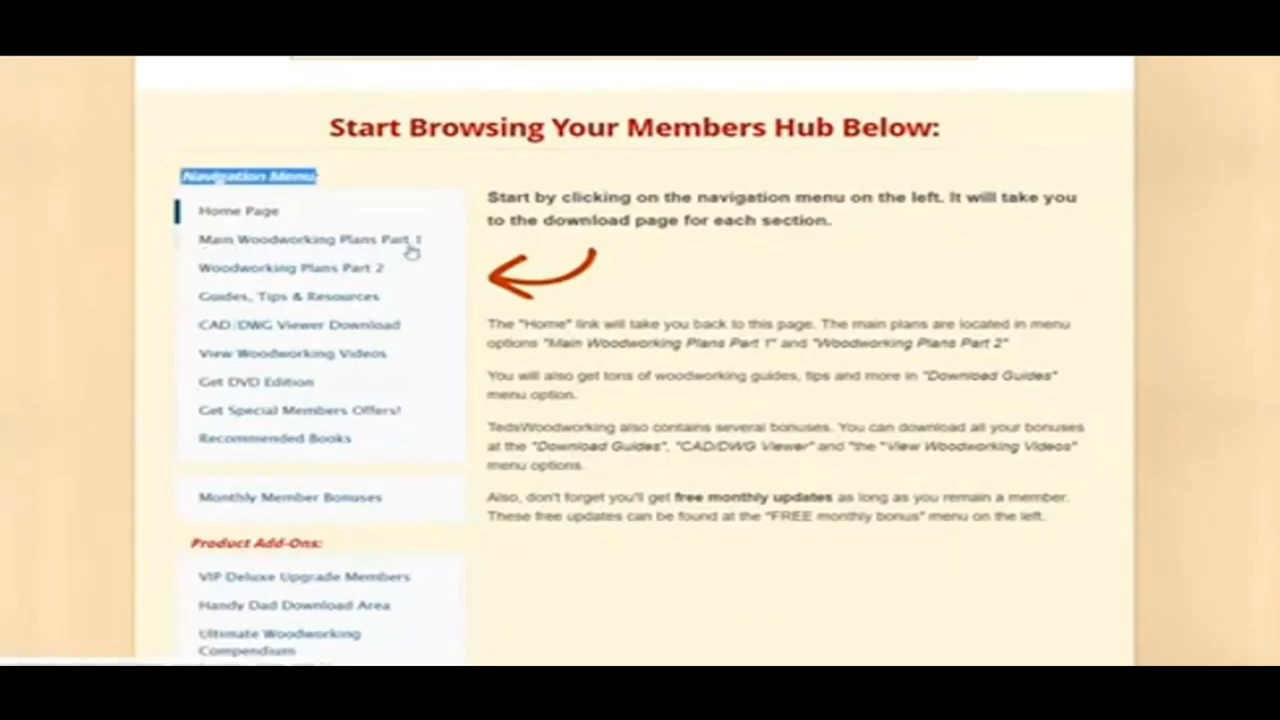 Start Browsing Your Members Hub Below:
Navigation Menu:
Home Page
Main Woodworking Plans Part 1
Woodworking Plans Part 2
Guides, Tips & Resources
CAD/DWG Viewer Download
View Woodworking Videos
Get DVD Edition
Get Special Members Offers!
Recommended Books
Monthly Member Bonuses
Product Add-Ons:
VIP Deluxe Upgrade Members
Handy Dad Download Area
Ultimate Woodworking
Compendium
Start by clicking on the navigation menu on the left. It will take you
to the download page for each section.
The "Home" link will take you back to this page. The main plans are located in menu
options "Main Woodworking Plans Part 1" and "Woodworking Plans Part 2"
You will also get tons of woodworking guides, tips and more in "Download Guides"
menu option.
TedsWoodworking also contains several bonuses. You can download all your bonuses
at the "Download Guides", "CAD/DWG Viewer" and "the "View Woodworking Videos"
menu options.
Also, don't forget you'll get free monthly updates as long as you remain a member.
These free updates can be found at the "FREE monthly bonus" menu on the left.